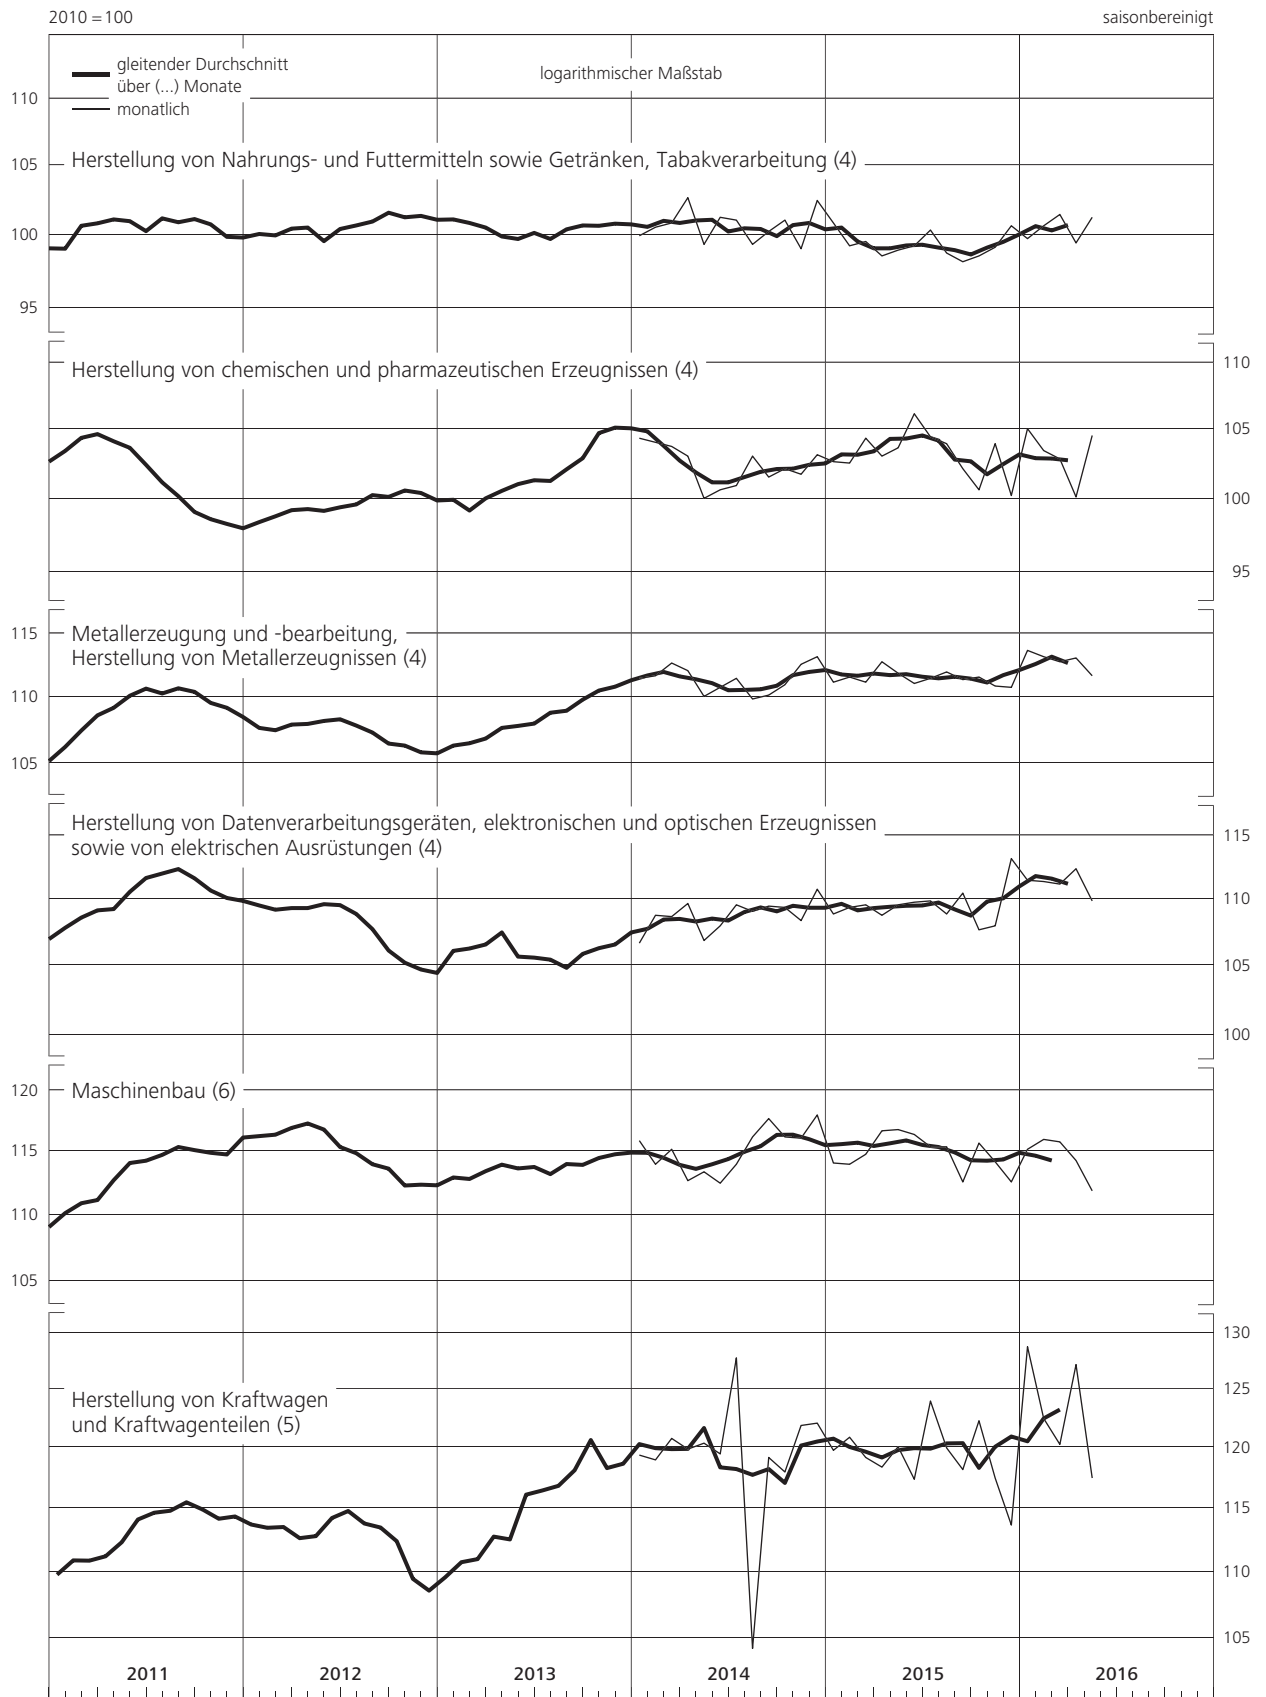 2010 = 100
saisonbereinigt
gleitender Durchschnitt
über (...) Monate
monatlich
logarithmischer Maßstab
110
105
100
95
Herstellung von Nahrungs- und Futtermitteln sowie Getränken, Tabakverarbeitung (4)
Herstellung von chemischen und pharmazeutischen Erzeugnissen (4)
110
105
100
95
Metallerzeugung und -bearbeitung,
Herstellung von Metallerzeugnissen (4)
115
110
105
Herstellung von Datenverarbeitungsgeräten, elektronischen und optischen Erzeugnissen
sowie von elektrischen Ausrüstungen (4)
115
110
105
100
Maschinenbau (6)
120
115
110
105
Herstellung von Kraftwagen
und Kraftwagenteilen (5)
130
125
120
115
110
105
2011 2012 2013 2014 2015 2016